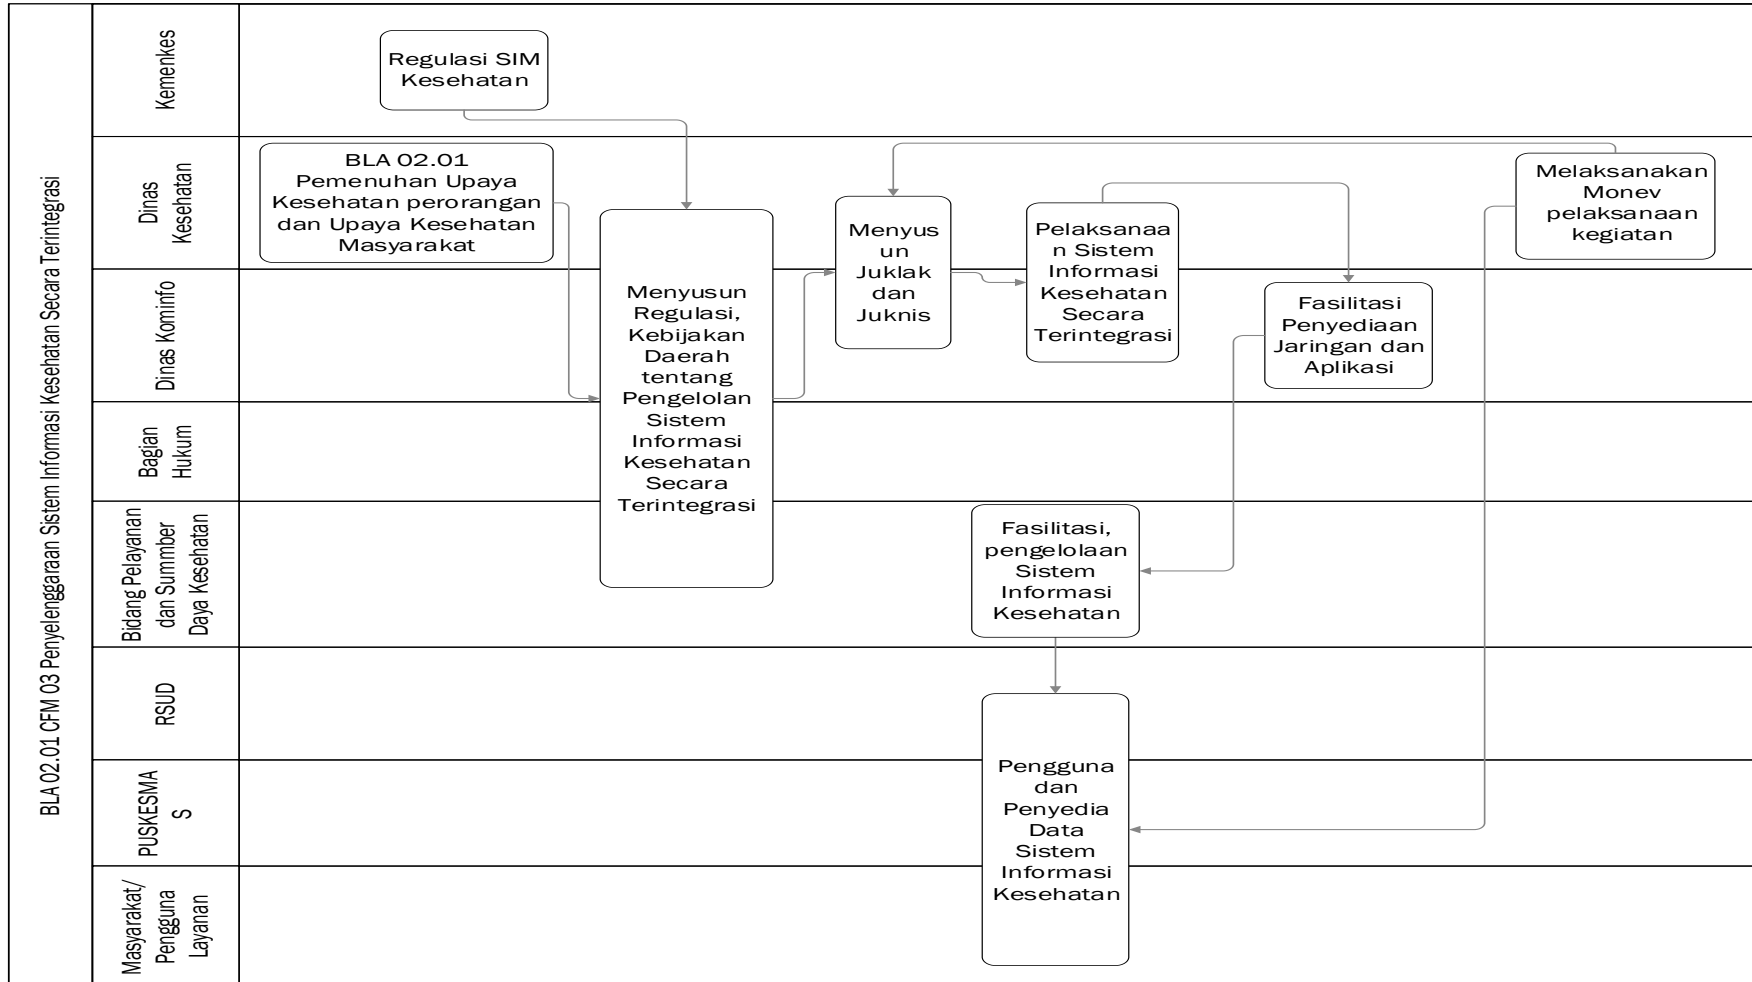 BLA 02.01 CFM 03 Penyelenggaraan Sistem Informasi Kesehatan Secara Terintegrasi
Kemenkes
Regulasi SIM
Kesehatan
Dinas
Kesehatan
BLA 02.01
Pemenuhan Upaya
Kesehatan perorangan
dan Upaya Kesehatan
Masyarakat
Menyusun
Regulasi,
Kebijakan
Daerah
tentang
Pengelolan
Sistem
Informasi
Kesehatan
Secara
Terintegrasi
Menyus
un
Juklak
dan
Juknis
Pelaksanaa
n Sistem
Informasi
Kesehatan
Secara
Terintegrasi
Melaksanakan
Monev
pelaksanaan
kegiatan
Dinas Kominfo
Fasilitasi
Penyediaan
Jaringan dan
Aplikasi
Bagian
Hukum
Bidang Pelayanan
dan Summber
Daya Kesehatan
Fasilitasi,
pengelolaan
Sistem
Informasi
Kesehatan
RSUD
Pengguna
dan
Penyedia
Data
Sistem
Informasi
Kesehatan
PUSKESMA
S
Masyarakat/
Pengguna
Layanan